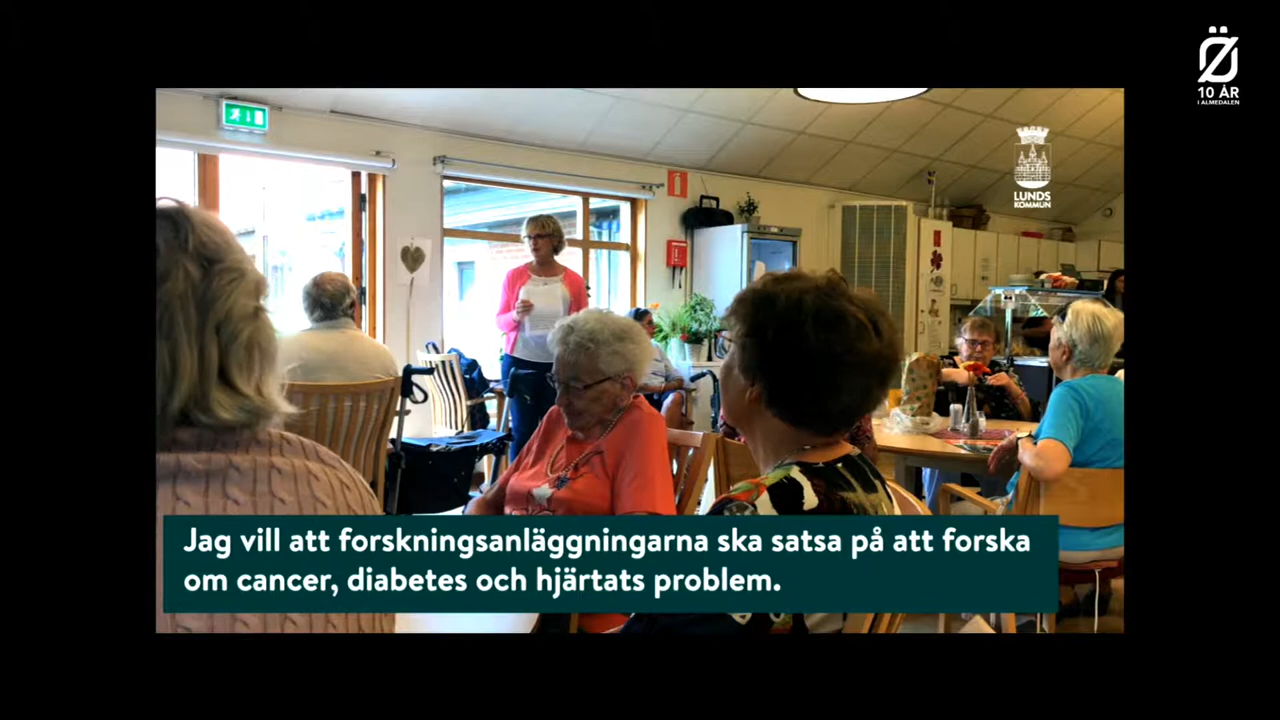 Ö
10 ÅR
I ALMEDALEN
LUNDS
KOMMUN
Jag vill att forskningsanläggningarna ska satsa på att forska
om cancer, diabetes och hjärtats problem.